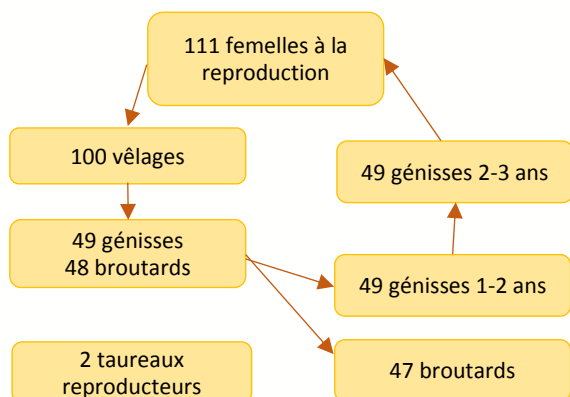 111 femelles à la
reproduction
100 vêlages
49 génisses 2-3 ans
49 génisses
48 broutards
49 génisses 1-2 ans
2 taureaux
reproducteurs
47 broutards